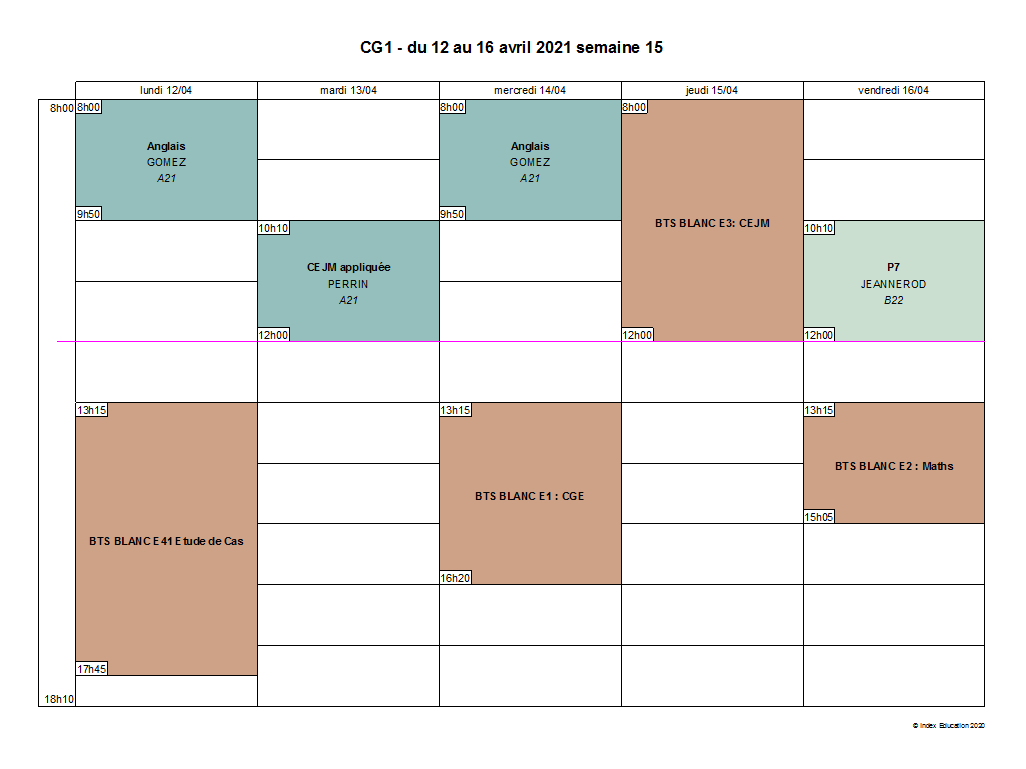 CG1 - du 12 au 16 avril 2021 semaine 15
lundi 12/04
mardi 13/04
mercredi 14/04
jeudi 15/04
vendredi 16/04
8h00
8h00
Anglais
GOMEZ
A21
9h50
13h15
BTS BLANC E41 Etude de Cas
17h45
10h10
CEJM appliquée
PERRIN
A21
12h00
8h00
Anglais
GOMEZ
A21
9h50
13h15
BTS BLANC E1 : CGE
16h20
8h00
BTS BLANC E3: CEJM
12h00
10h10
P7
JEANNEROD
B22
12h00
13h15
BTS BLANC E2 : Maths
15h05
18h10
© Index Education 2020